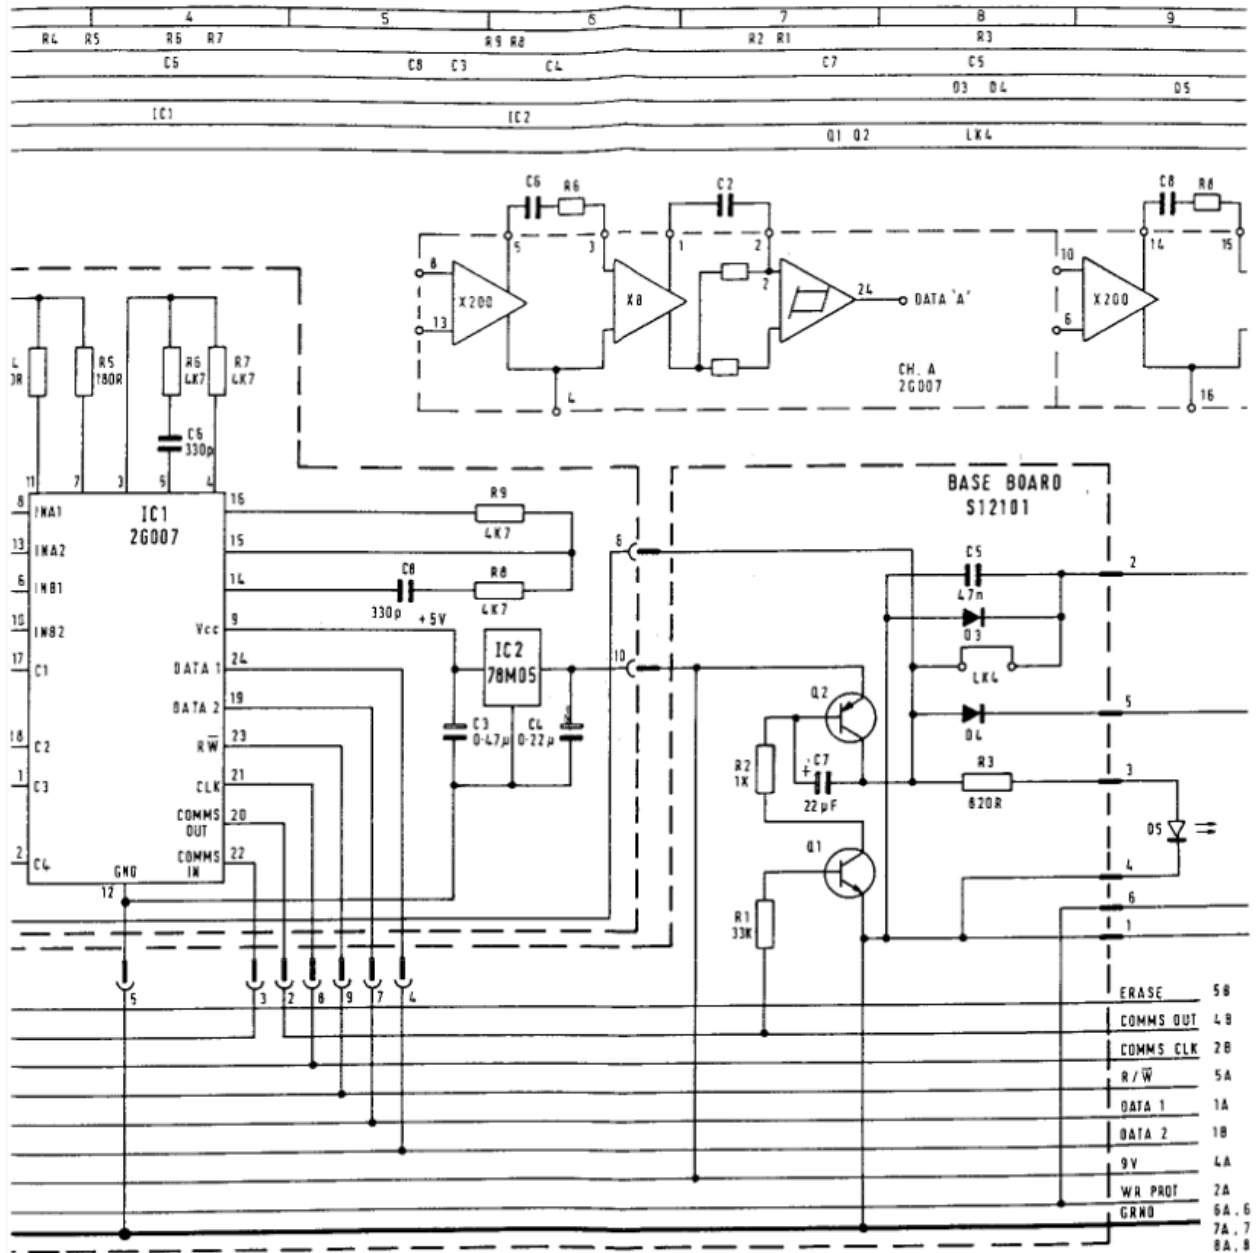 4 5 6 7 8 9
R4 R5 R6 R7 R9 R8 R2 R1 R3
C6 C8 C3 C4 C7 C5
D3 D4 D5
IC1 IC2
Q1 Q2 LK4
C6 R6 C2 C8 R8
5 3 1 2 14 15
8 X200 X8 2 24 DATA 'A' 10 X200
13 6
4 CH. A 16
2G007
R5 R6 R7
180R 4K7 4K7
C6
330p
11 7 3 5 4
BASE BOARD
S12101
8 INA1 IC1 16 R9
2G007 4K7
13 INA2 15 6
6 INB1 14 C8 R8 C5 2
330p 4K7 47n
10 INB2 Vcc 9 +5V D3
17 C1 DATA 1 24 IC2 10 LK4
78M05
DATA 2 19 C3 C4 Q2 D4 5
0·47µ 0·22µ
18 C2 RW 23 R2 + C7 R3 3
1K 22µF 820R
1 C3 CLK 21
COMMS OUT 20 D5
2 C4 COMMS IN 22 Q1
GND 4
12 R1 6
33K 1
5 3 2 8 9 7 4
ERASE 5B
COMMS OUT 4B
COMMS CLK 2B
R/W 5A
DATA 1 1A
DATA 2 1B
9V 4A
WR PROT 2A
GRND 6A.6
7A.7
8A.8